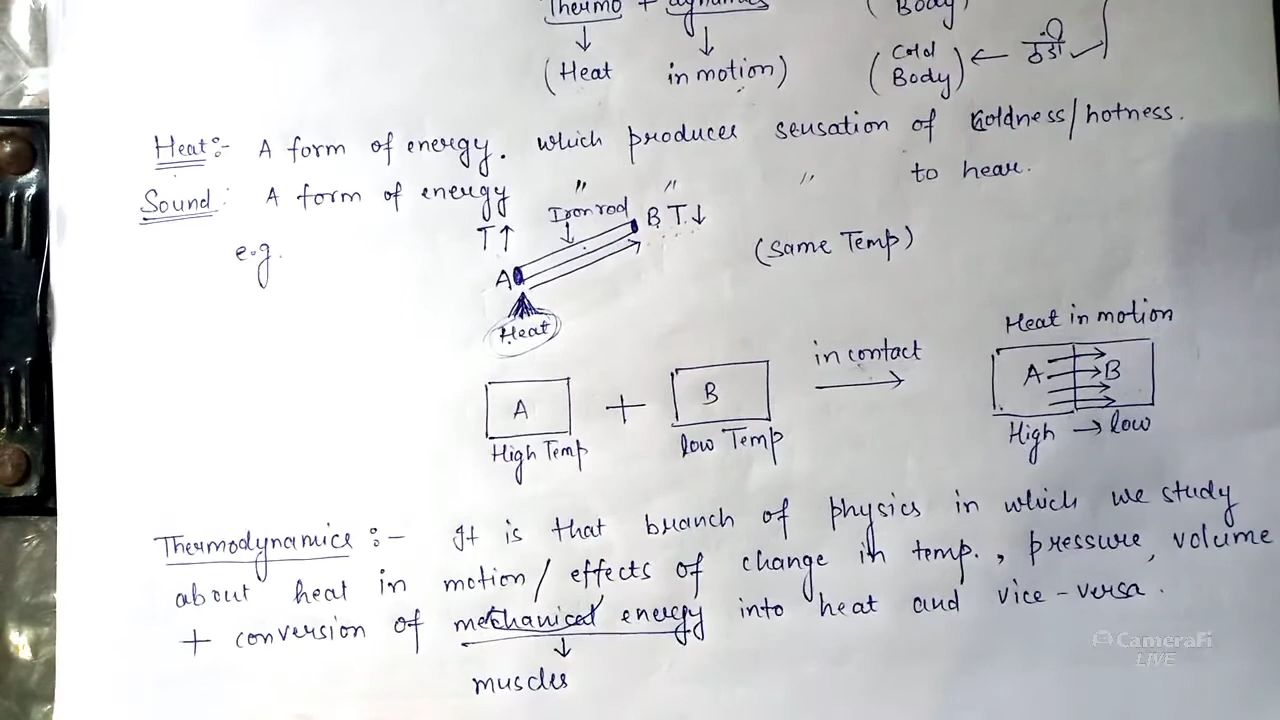 Thermo + dynamics
(Heat in motion)
(Body)
(Cold Body) ←
Heat:- A form of energy. which producer sensation of coldness/hotness.
Sound: A form of energy " " " to hear.
e.g.
T↑
Iron rod
B T↓
A
Heat
(same Temp)
A
High Temp
+
B
low Temp
in contact
Heat in motion
A → B
High → low
Thermodynamics :- It is that branch of physics in which we study
about heat in motion/ effects of change in temp., pressure, volume
+ conversion of mechanical energy into heat and vice-versa.
↓
muscles
CameraFi
LIVE